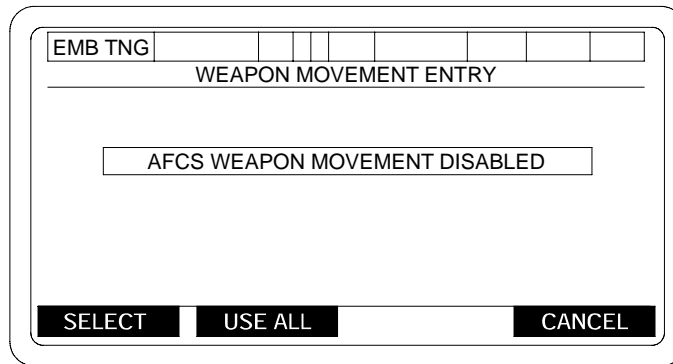 EMB TNG
WEAPON MOVEMENT ENTRY
AFCS WEAPON MOVEMENT DISABLED
SELECT USE ALL CANCEL